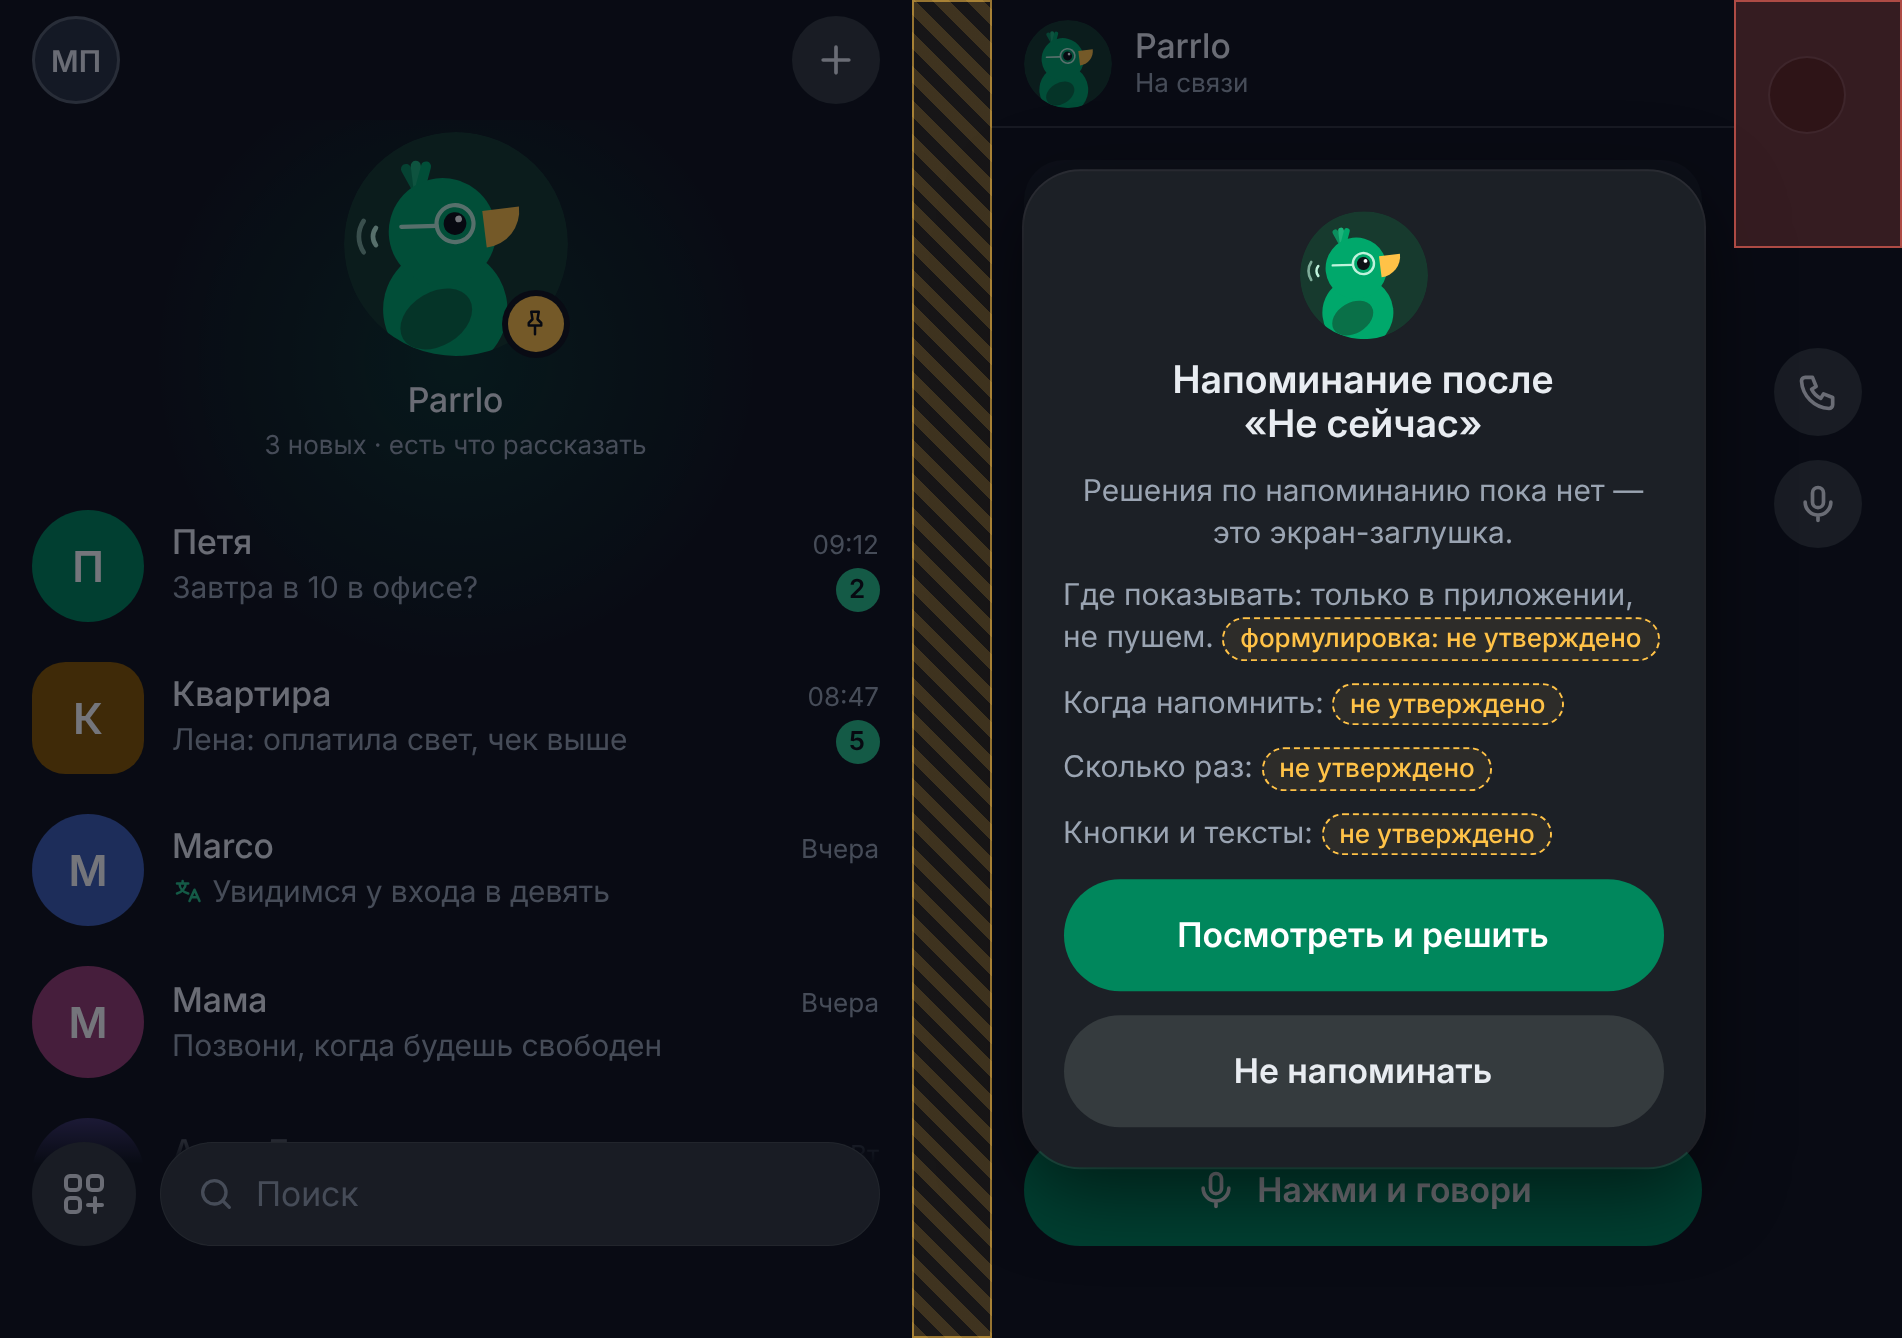 МП
Parrlo
3 новых · есть что рассказать
П
Петя
09:12
Завтра в 10 в офисе?
2
К
Квартира
08:47
Лена: оплатила свет, чек выше
5
M
Marco
Вчера
Увидимся у входа в девять
М
Мама
Вчера
Позвони, когда будешь свободен
Поиск
Parrlo
На связи
Напоминание после
«Не сейчас»
Решения по напоминанию пока нет —
это экран-заглушка.
Где показывать: только в приложении,
не пушем. формулировка: не утверждено
Когда напомнить: не утверждено
Сколько раз: не утверждено
Кнопки и тексты: не утверждено
Посмотреть и решить
Не напоминать
Нажми и говори